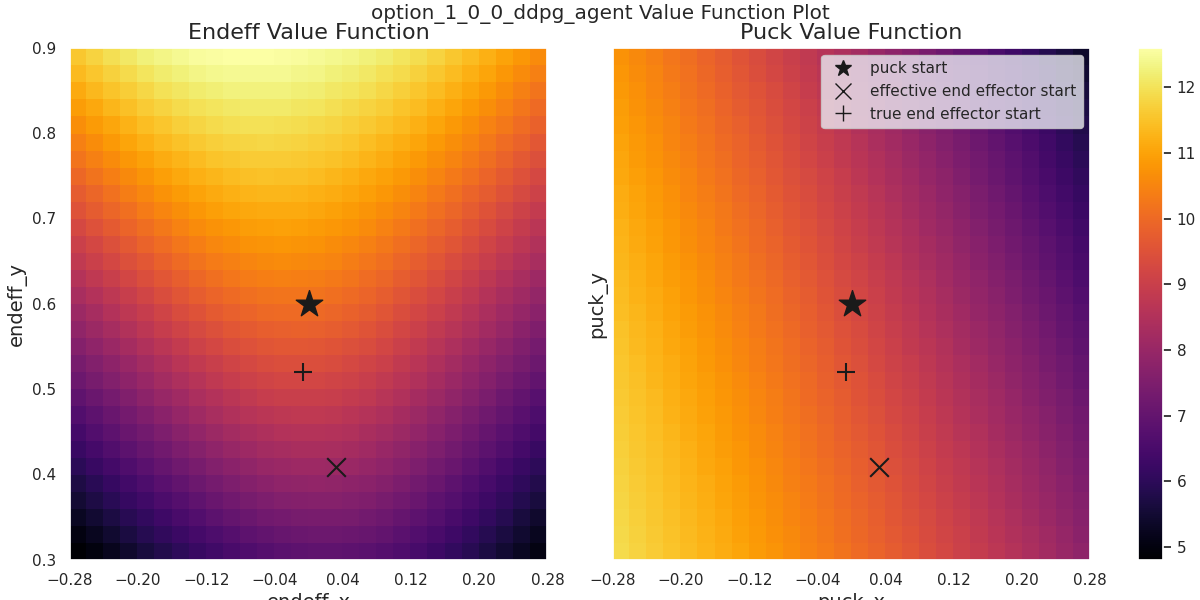 option_1_0_0_ddpg_agent Value Function Plot
Endeff Value Function
Puck Value Function
puck start
effective end effector start
true end effector start
endeff_y
0.9
0.8
0.7
0.6
0.5
0.4
0.3
−0.28 −0.20 −0.12 −0.04 0.04 0.12 0.20 0.28
endeff_x
puck_y
−0.28 −0.20 −0.12 −0.04 0.04 0.12 0.20 0.28
puck_x
12
11
10
9
8
7
6
5